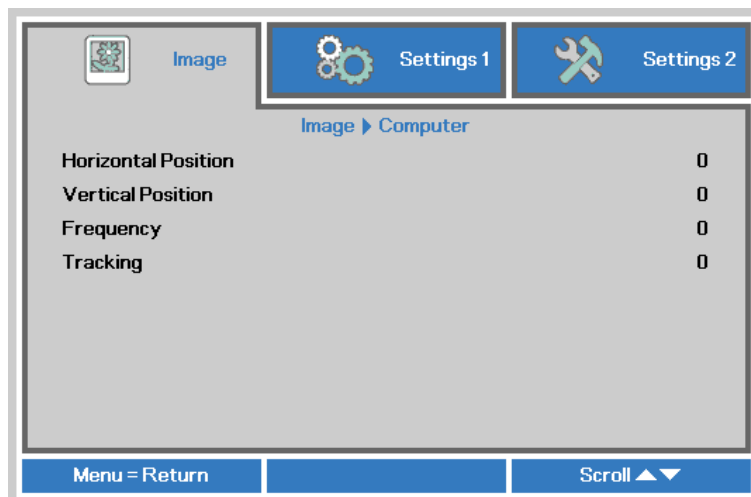 Image
Settings 1
Settings 2
Image ▶ Computer
Horizontal Position 0
Vertical Position 0
Frequency 0
Tracking 0
Menu = Return
Scroll ▲▼